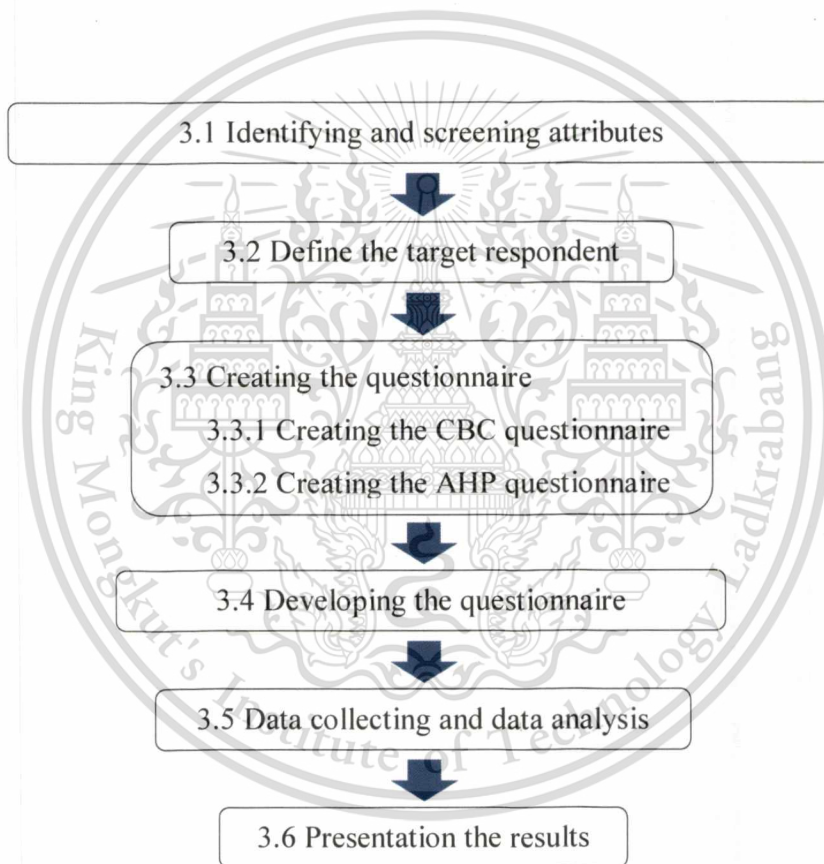 3.1 Identifying and screening attributes
3.2 Define the target respondent
3.3 Creating the questionnaire
3.3.1 Creating the CBC questionnaire
3.3.2 Creating the AHP questionnaire
3.4 Developing the questionnaire
3.5 Data collecting and data analysis
3.6 Presentation the results
King Mongkut's Institute of Technology Ladkrabang